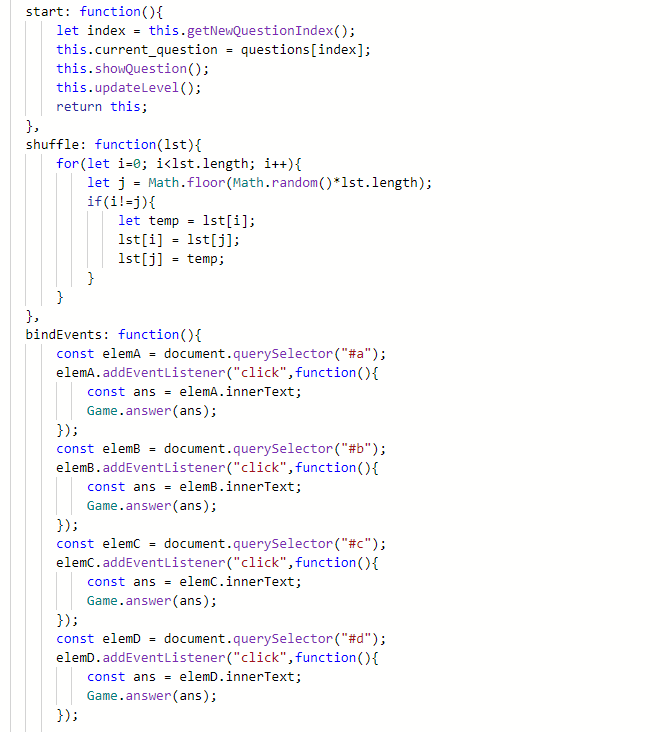 start: function(){
let index = this.getNewQuestionIndex();
this.current_question = questions[index];
this.showQuestion();
this.updateLevel();
return this;
},
shuffle: function(lst){
for(let i=0; i<lst.length; i++){
let j = Math.floor(Math.random()*lst.length);
if(i!=j){
let temp = lst[i];
lst[i] = lst[j];
lst[j] = temp;
}
}
},
bindEvents: function(){
const elemA = document.querySelector("#a");
elemA.addEventListener("click",function(){
const ans = elemA.innerText;
Game.answer(ans);
});
const elemB = document.querySelector("#b");
elemB.addEventListener("click",function(){
const ans = elemB.innerText;
Game.answer(ans);
});
const elemC = document.querySelector("#c");
elemC.addEventListener("click",function(){
const ans = elemC.innerText;
Game.answer(ans);
});
const elemD = document.querySelector("#d");
elemD.addEventListener("click",function(){
const ans = elemD.innerText;
Game.answer(ans);
});